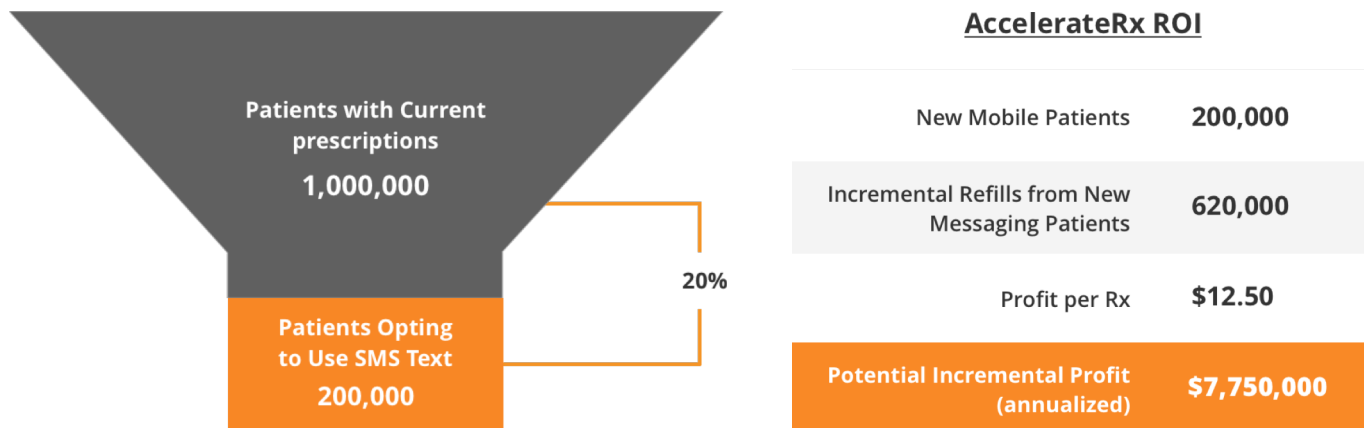 Patients with Current
prescriptions
1,000,000
20%
Patients Opting
to Use SMS Text
200,000
AccelerateRx ROI
New Mobile Patients 200,000
Incremental Refills from New
Messaging Patients 620,000
Profit per Rx $12.50
Potential Incremental Profit
(annualized) $7,750,000